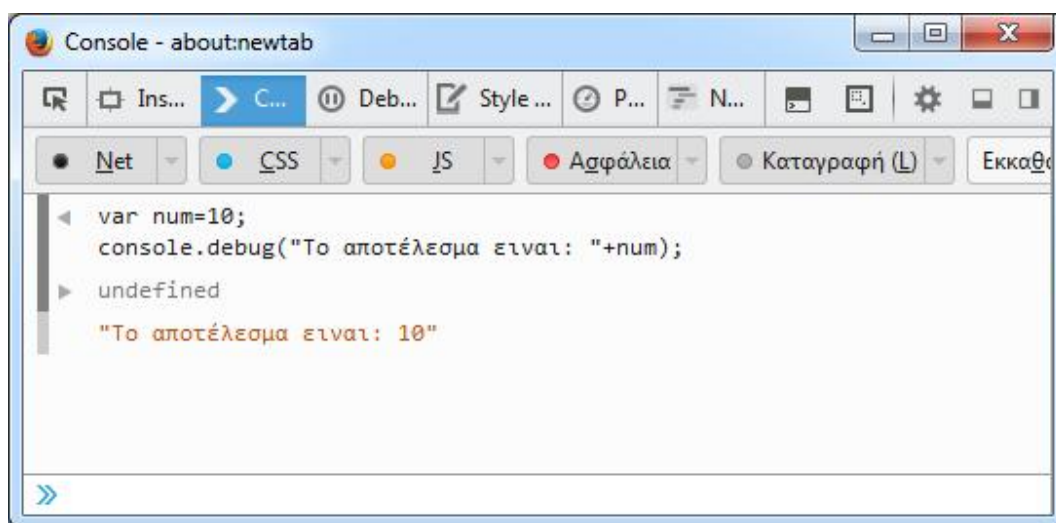 Console - about:newtab
Ins... C... Deb... Style ... P... N...
Net CSS JS Ασφάλεια Καταγραφή (L) Εκκαθα
var num=10;
console.debug("Το αποτέλεσμα ειναι: "+num);
undefined
"Το αποτέλεσμα ειναι: 10"